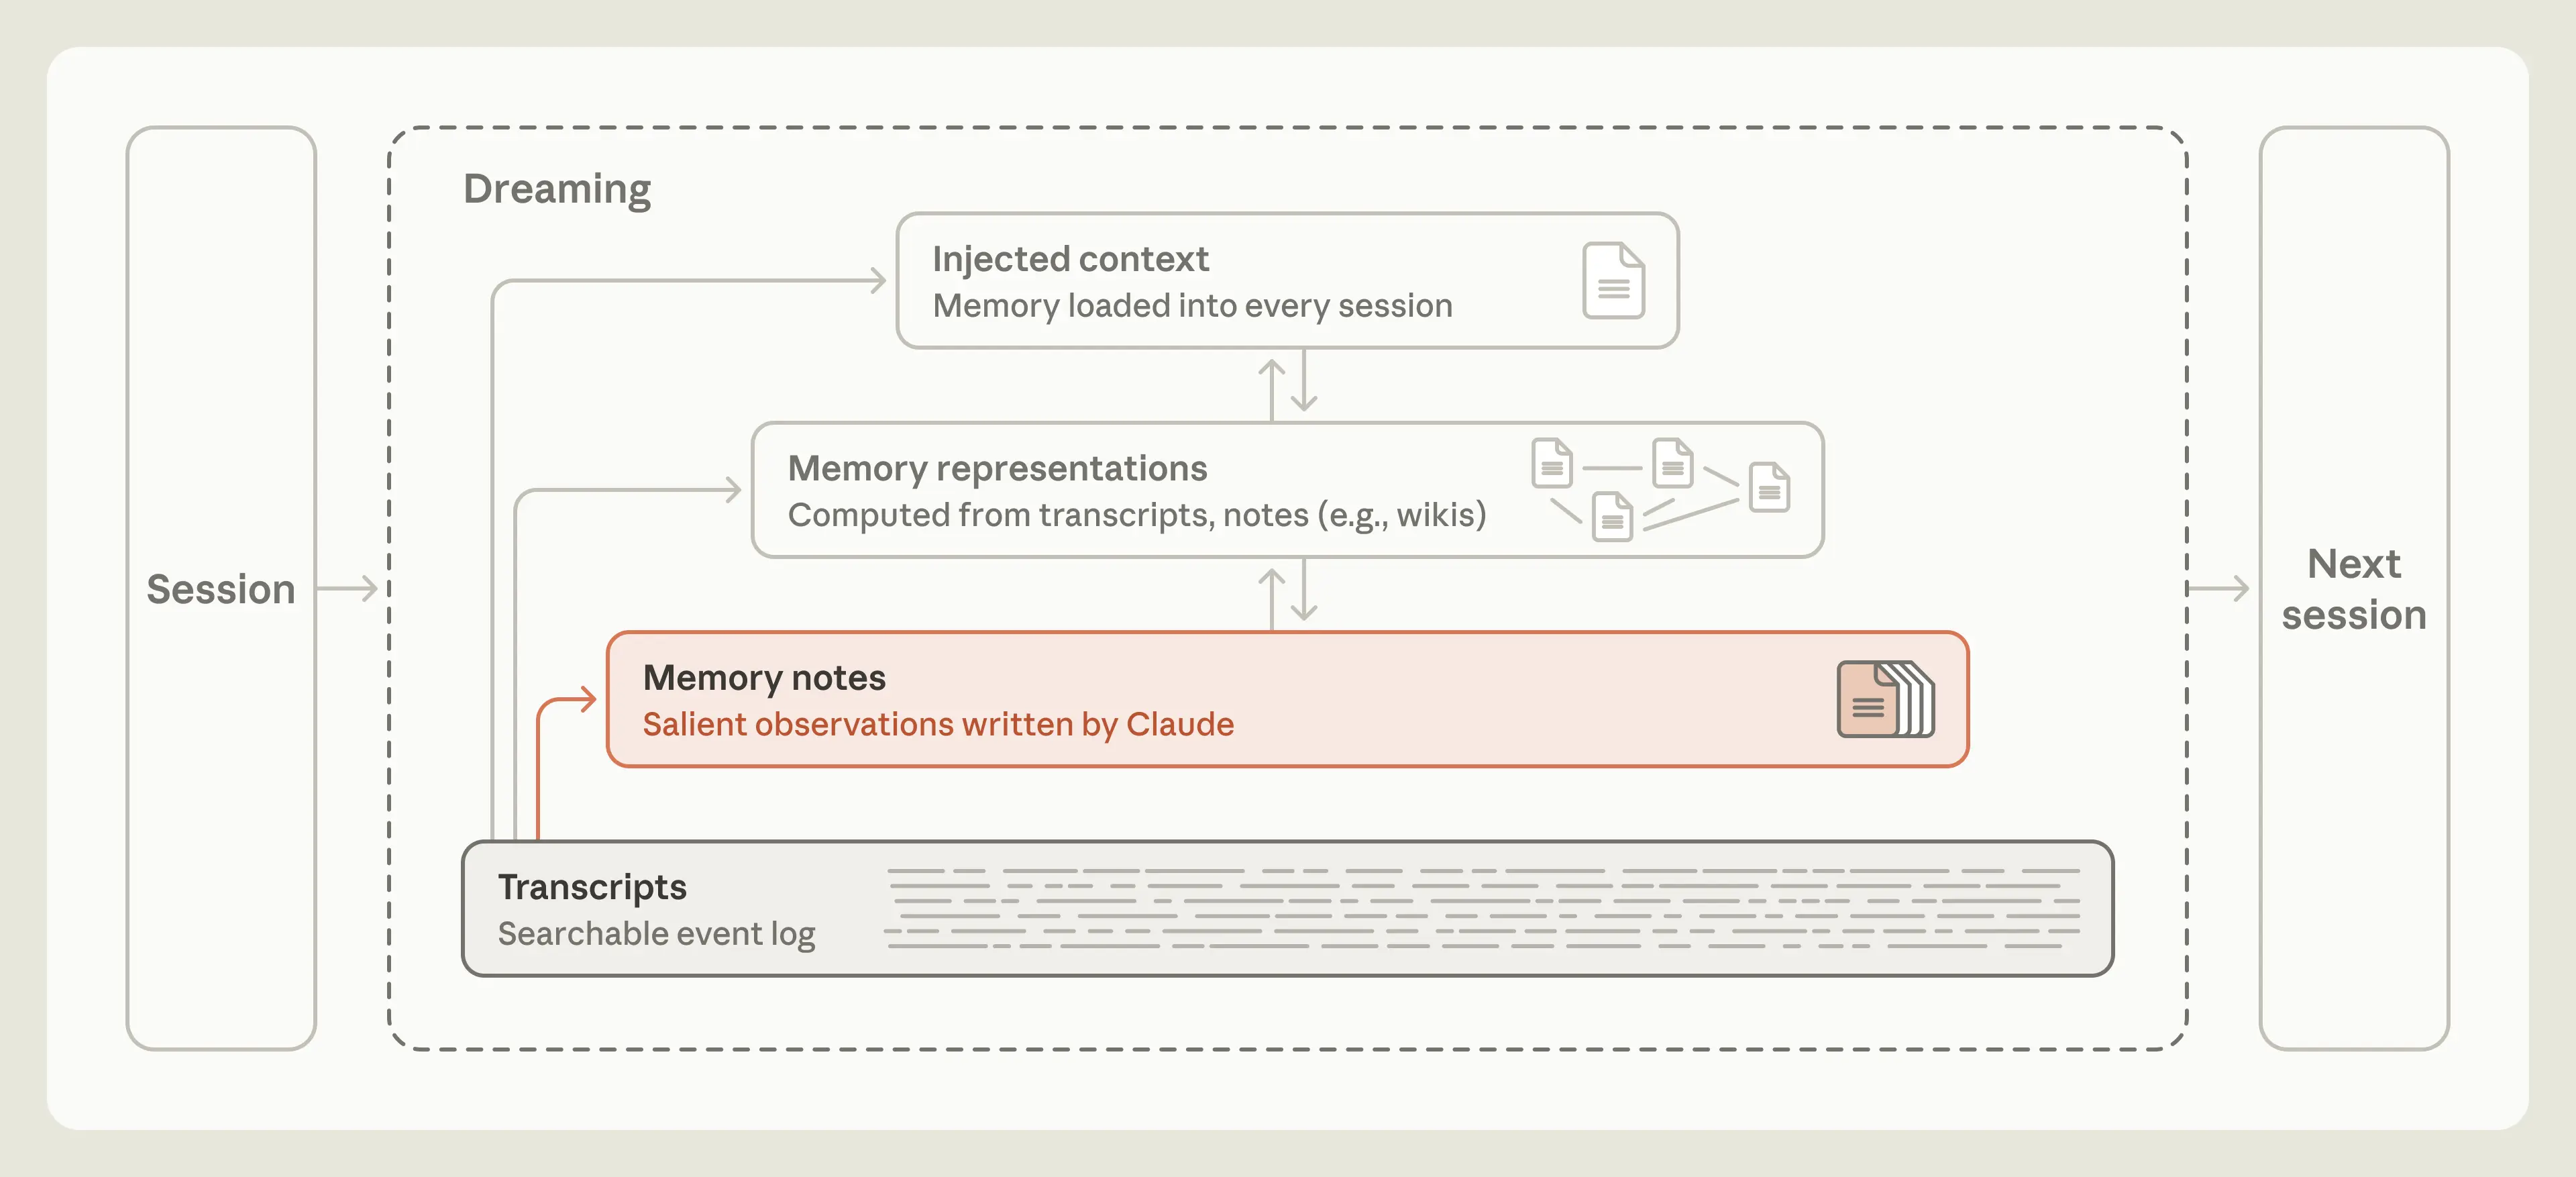 Session
Dreaming
Injected context
Memory loaded into every session
Memory representations
Computed from transcripts, notes (e.g., wikis)
Memory notes
Salient observations written by Claude
Transcripts
Searchable event log
Next
session